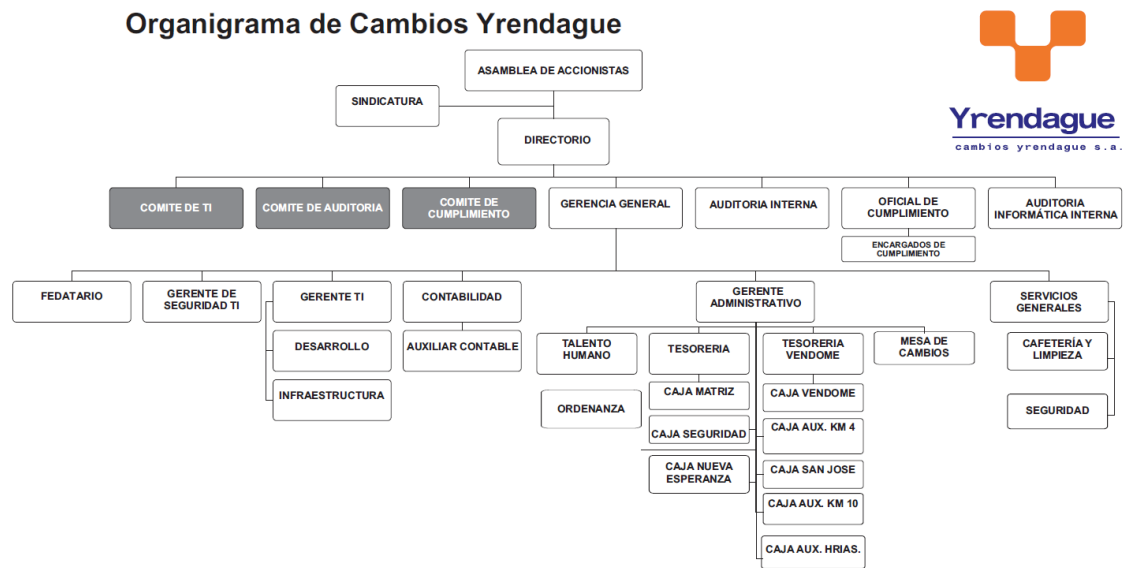 Organigrama de Cambios Yrendague
Yrendague
cambios yrendague s.a.
ASAMBLEA DE ACCIONISTAS
SINDICATURA
DIRECTORIO
COMITE DE TI
COMITE DE AUDITORIA
COMITE DE
CUMPLIMIENTO
GERENCIA GENERAL
AUDITORIA INTERNA
OFICIAL DE
CUMPLIMIENTO
AUDITORIA
INFORMÁTICA INTERNA
ENCARGADOS DE
CUMPLIMIENTO
FEDATARIO
GERENTE DE
SEGURIDAD TI
GERENTE TI
CONTABILIDAD
GERENTE
ADMINISTRATIVO
SERVICIOS
GENERALES
DESARROLLO
AUXILIAR CONTABLE
TALENTO
HUMANO
TESORERIA
TESORERIA
VENDOME
MESA DE
CAMBIOS
CAFETERÍA Y
LIMPIEZA
INFRAESTRUCTURA
ORDENANZA
CAJA MATRIZ
CAJA VENDOME
SEGURIDAD
CAJA SEGURIDAD
CAJA AUX. KM 4
CAJA NUEVA
ESPERANZA
CAJA SAN JOSE
CAJA AUX. KM 10
CAJA AUX. HRIAS.